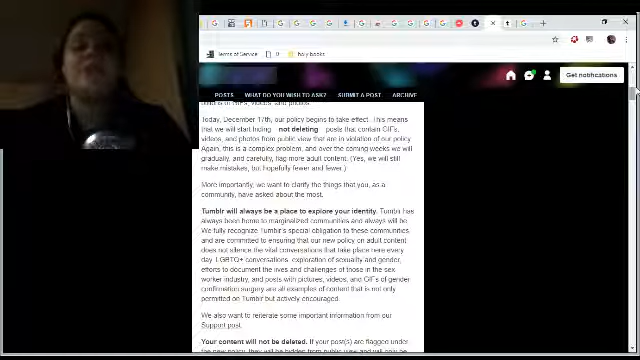 Terms of Service
0
holy books
Get notifications
POSTS WHAT DO YOU WISH TO ASK? SUBMIT A POST ARCHIVE
of GIFs, videos, and photos.
Today, December 17th, our policy begins to take effect. This means
that we will start hiding not deleting posts that contain GIFs,
videos, and photos from public view that are in violation of our policy
Again, this is a complex problem, and over the coming weeks we will
gradually, and carefully, flag more adult content. (Yes, we will still
make mistakes, but hopefully fewer and fewer.)
More importantly, we want to clarify the things that you, as a
community, have asked about the most.
Tumblr will always be a place to explore your identity. Tumblr has
always been home to marginalized communities and always will be
We fully recognize Tumblr's special obligation to these communities
and are committed to ensuring that our new policy on adult content
does not silence the vital conversations that take place here every
day. LGBTQ+ conversations, exploration of sexuality and gender,
efforts to document the lives and challenges of those in the sex
worker industry, and posts with pictures, videos, and GIFs of gender
confirmation surgery are all examples of content that is not only
permitted on Tumblr but actively encouraged.
We also want to reiterate some important information from our
Support post.
Your content will not be deleted. If your post(s) are flagged under